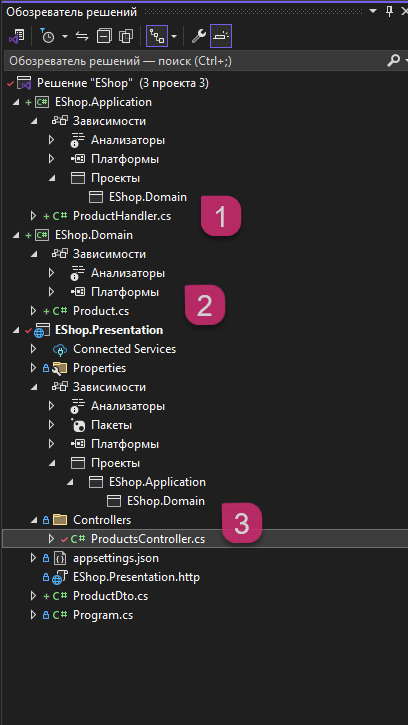 Обозреватель решений
Обозреватель решений — поиск (Ctrl+;)
Решение "EShop" (3 проекта 3)
+ C# EShop.Application
Зависимости
Анализаторы
Платформы
Проекты
EShop.Domain
+ C# ProductHandler.cs
1
+ C# EShop.Domain
Зависимости
Анализаторы
Платформы
2
+ C# Product.cs
EShop.Presentation
Connected Services
Properties
Зависимости
Анализаторы
Пакеты
Платформы
Проекты
EShop.Application
EShop.Domain
3
Controllers
C# ProductsController.cs
appsettings.json
EShop.Presentation.http
+ C# ProductDto.cs
C# Program.cs